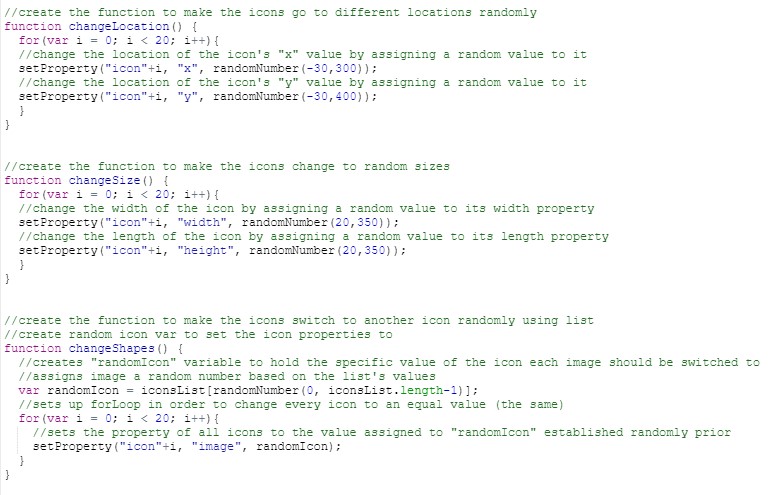 //create the function to make the icons go to different locations randomly
function changeLocation() {
for(var i = 0; i < 20; i++){
//change the location of the icon's "x" value by assigning a random value to it
setProperty("icon"+i, "x", randomNumber(-30,300));
//change the location of the icon's "y" value by assigning a random value to it
setProperty("icon"+i, "y", randomNumber(-30,400));
}
}
//create the function to make the icons change to random sizes
function changeSize() {
for(var i = 0; i < 20; i++){
//change the width of the icon by assigning a random value to its width property
setProperty("icon"+i, "width", randomNumber(20,350));
//change the length of the icon by assigning a random value to its length property
setProperty("icon"+i, "height", randomNumber(20,350));
}
}
//create the function to make the icons switch to another icon randomly using list
//create random icon var to set the icon properties to
function changeShapes() {
//creates "randomIcon" variable to hold the specific value of the icon each image should be switched to
//assigns image a random number based on the list's values
var randomIcon = iconsList[randomNumber(0, iconsList.length-1)];
//sets up forLoop in order to change every icon to an equal value (the same)
for(var i = 0; i < 20; i++){
//sets the property of all icons to the value assigned to "randomIcon" established randomly prior
setProperty("icon"+i, "image", randomIcon);
}
}